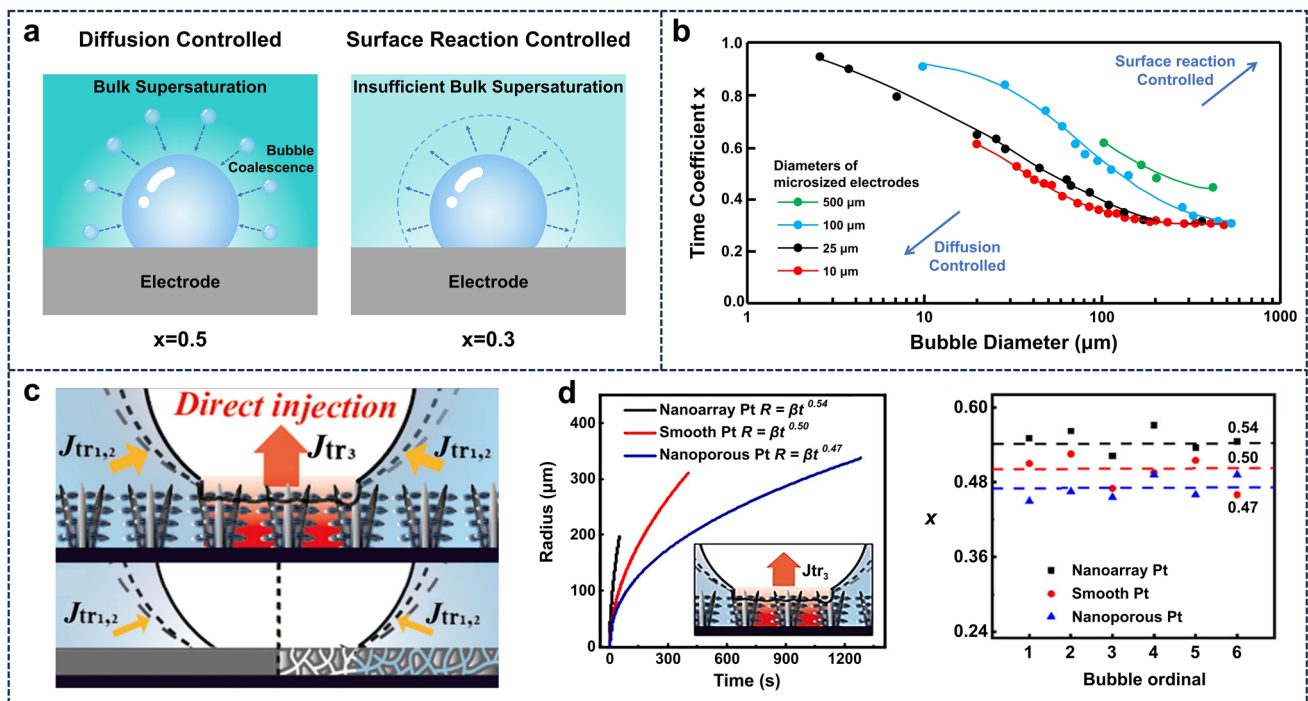 a
Diffusion Controlled
Surface Reaction Controlled
Bulk Supersaturation
Bubble
Coalescence
Electrode
x=0.5
Insufficient Bulk Supersaturation
Electrode
x=0.3
b
Time Coefficient x
1.0
0.8
0.6
0.4
0.2
0.0
Surface reaction
Controlled
Diameters of
microsized electrodes
500 μm
100 μm
25 μm
10 μm
Diffusion
Controlled
1 10 100 1000
Bubble Diameter (μm)
c
Direct injection
Jtr1,2
Jtr3
Jtr1,2
Jtr1,2
Jtr1,2
d
Radius (μm)
400
300
200
100
0
Nanoarray Pt R = βt^0.54
Smooth Pt R = βt^0.50
Nanoporous Pt R = βt^0.47
Jtr3
0 300 600 900 1200
Time (s)
x
0.60
0.48
0.36
0.24
0.54
0.50
0.47
Nanoarray Pt
Smooth Pt
Nanoporous Pt
1 2 3 4 5 6
Bubble ordinal